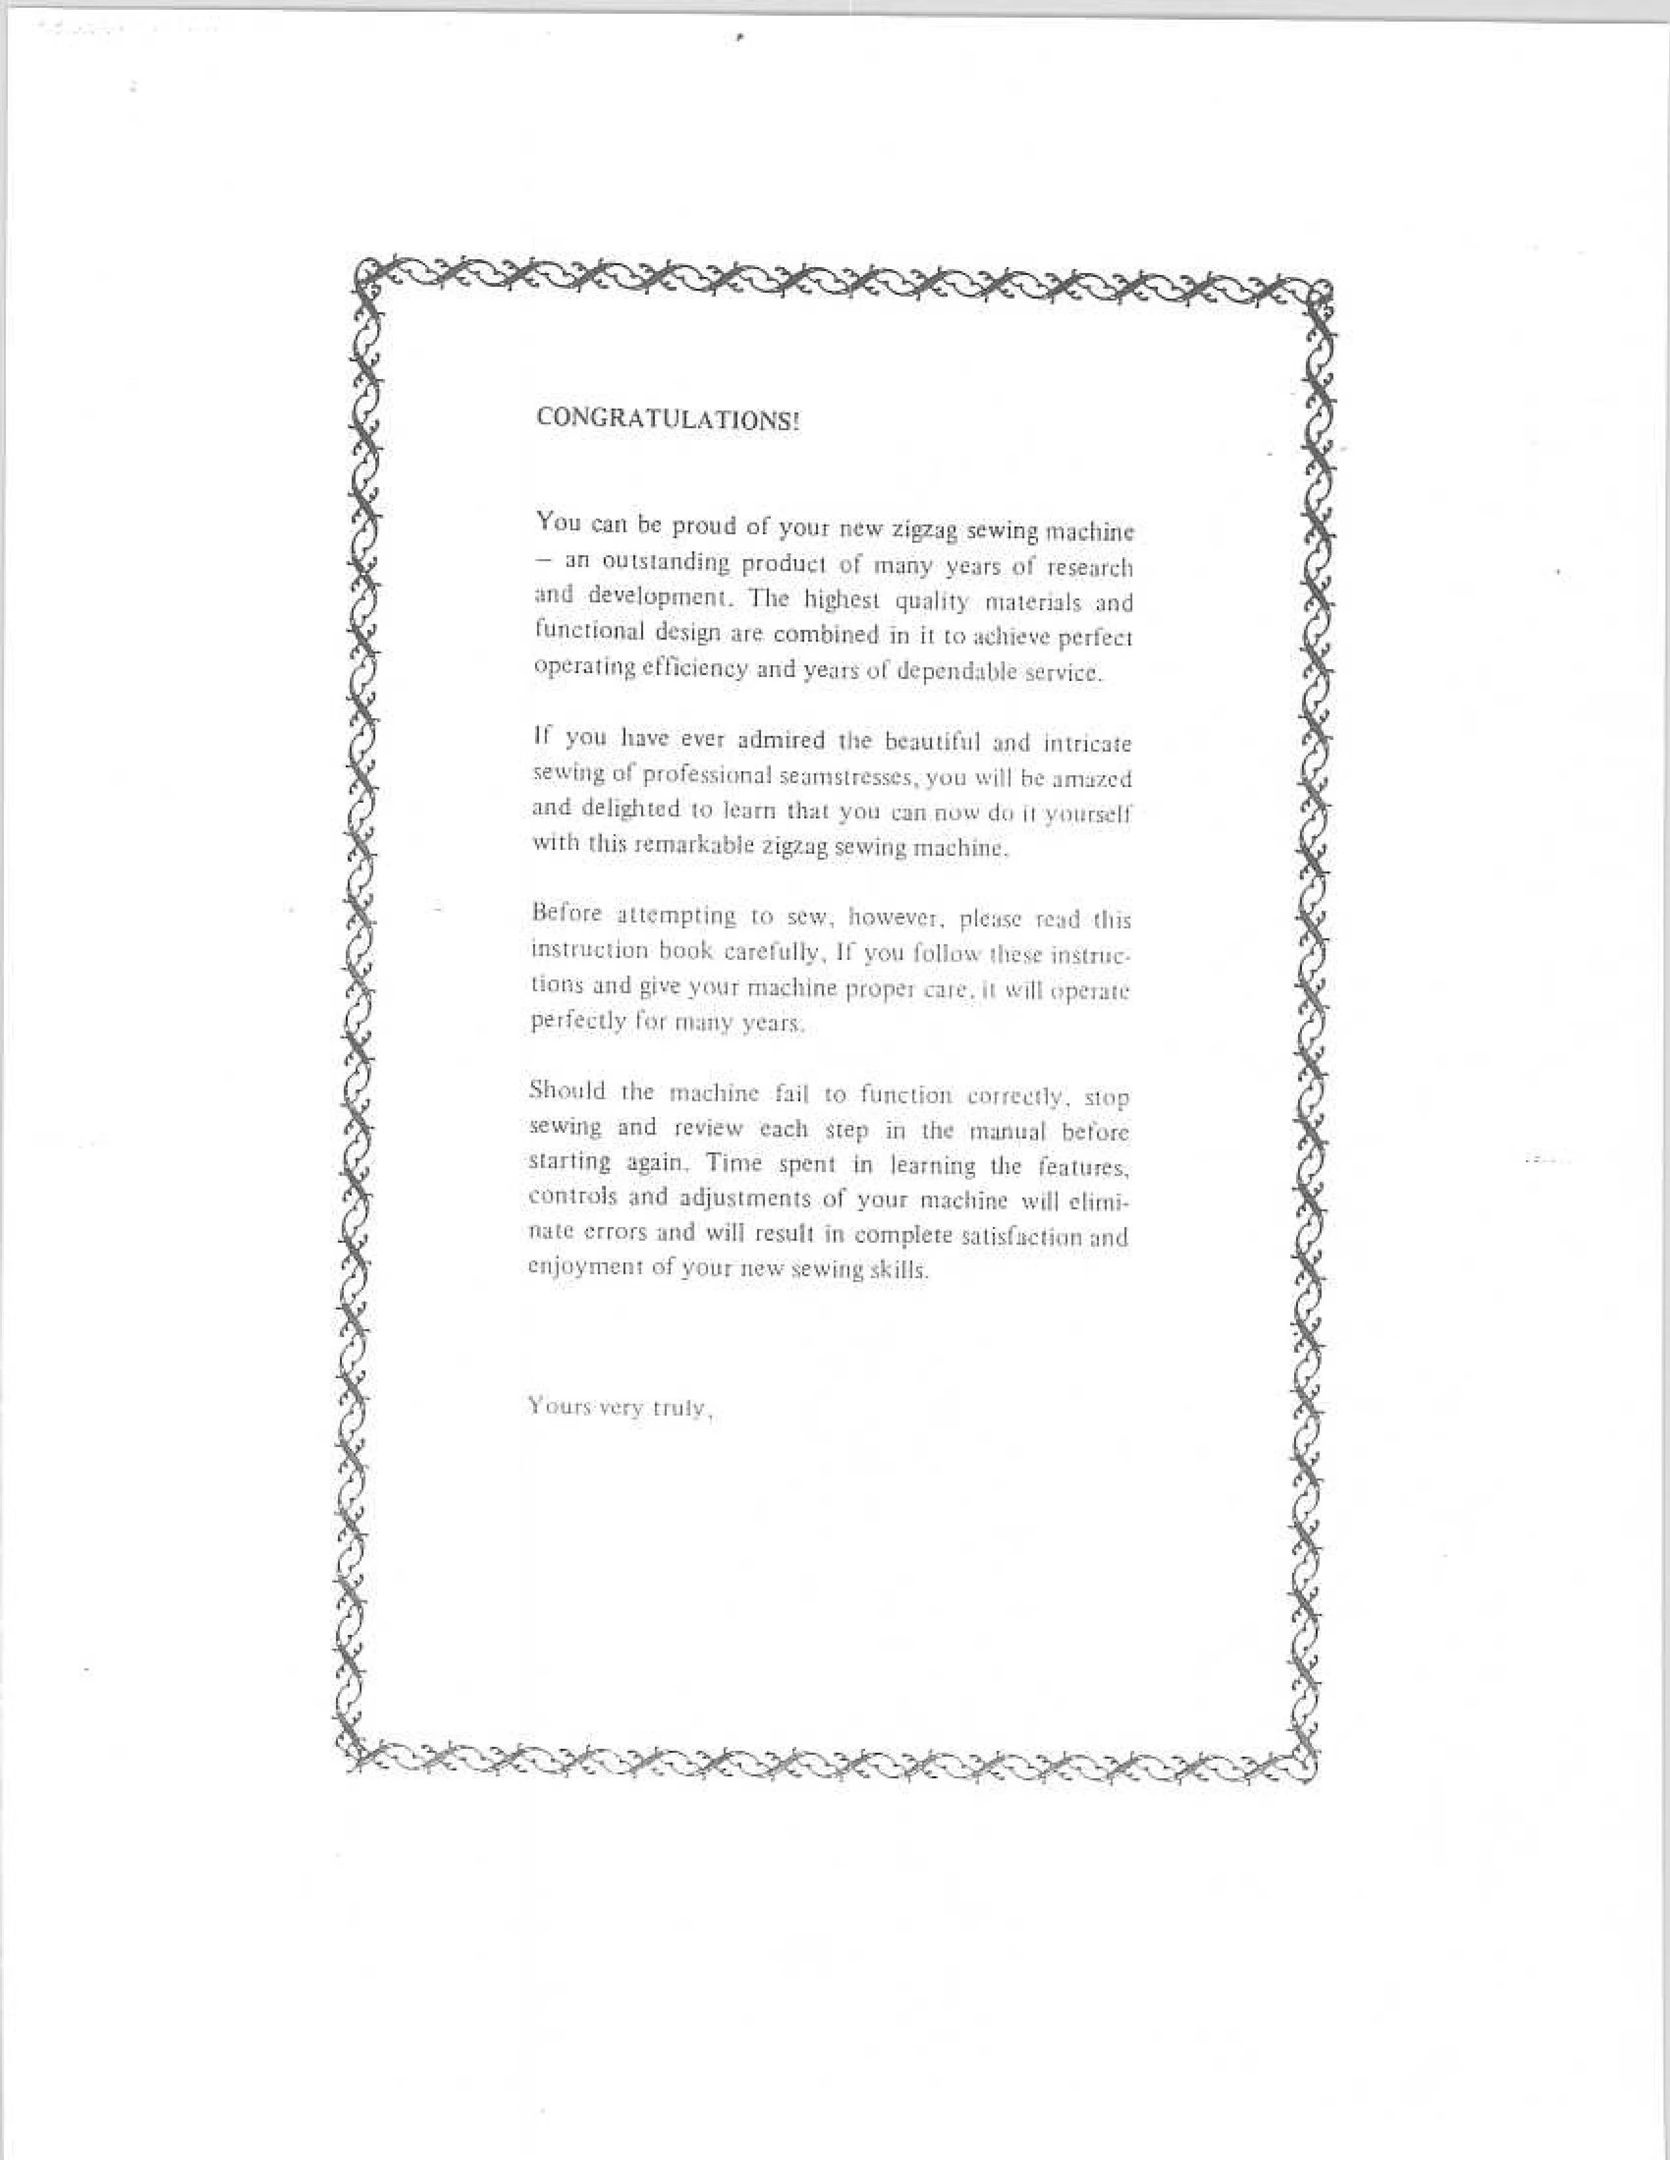 CONGRATULATIONS!
You can be proud of your new zigzag sewing machine
– an outstanding product of many years of research
and development. The highest quality materials and
functional design are combined in it to achieve perfect
operating efficiency and years of dependable service.
If you have ever admired the beautiful and intricate
sewing of professional seamstresses, you will be amazed
and delighted to learn that you can now do it yourself
with this remarkable zigzag sewing machine.
Before attempting to sew, however, please read this
instruction book carefully. If you follow these instruc-
tions and give your machine proper care, it will operate
perfectly for many years.
Should the machine fail to function correctly, stop
sewing and review each step in the manual before
starting again. Time spent in learning the features,
controls and adjustments of your machine will elimi-
nate errors and will result in complete satisfaction and
enjoyment of your new sewing skills.
Yours very truly,